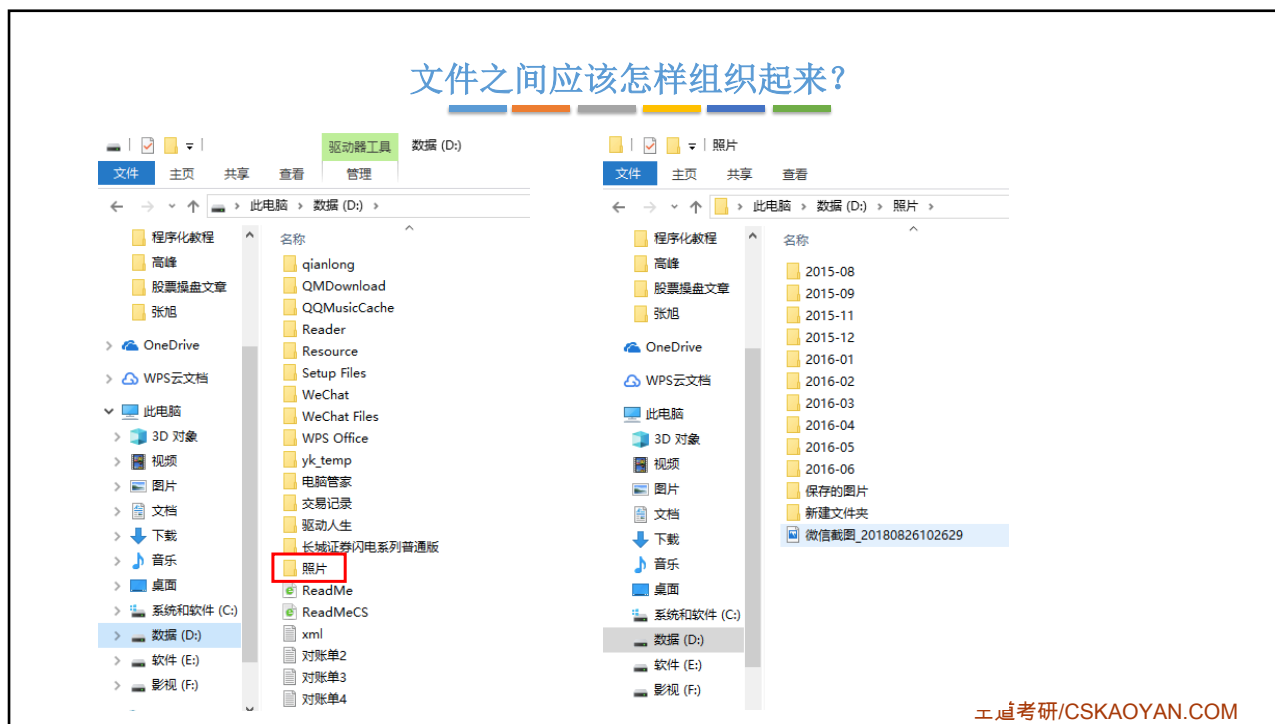 文件之间应该怎样组织起来？
驱动器工具 数据 (D:)
文件 主页 共享 查看 管理
此电脑 数据 (D:)
程序化教程
高峰
股票操盘文章
张旭
OneDrive
WPS云文档
此电脑
3D 对象
视频
图片
文档
下载
音乐
桌面
系统和软件 (C:)
数据 (D:)
软件 (E:)
影视 (F:)
名称
qianlong
QMDownload
QQMusicCache
Reader
Resource
Setup Files
WeChat
WeChat Files
WPS Office
yk_temp
电脑管家
交易记录
驱动人生
长城证券闪电系列普通版
照片
ReadMe
ReadMeCS
xml
对账单2
对账单3
对账单4
照片
文件 主页 共享 查看
此电脑 数据 (D:) 照片
程序化教程
高峰
股票操盘文章
张旭
OneDrive
WPS云文档
此电脑
3D 对象
视频
图片
文档
下载
音乐
桌面
系统和软件 (C:)
数据 (D:)
软件 (E:)
影视 (F:)
名称
2015-08
2015-09
2015-11
2015-12
2016-01
2016-02
2016-03
2016-04
2016-05
2016-06
保存的图片
新建文件夹
微信截图_20180826102629
王道考研/CSKAOYAN.COM